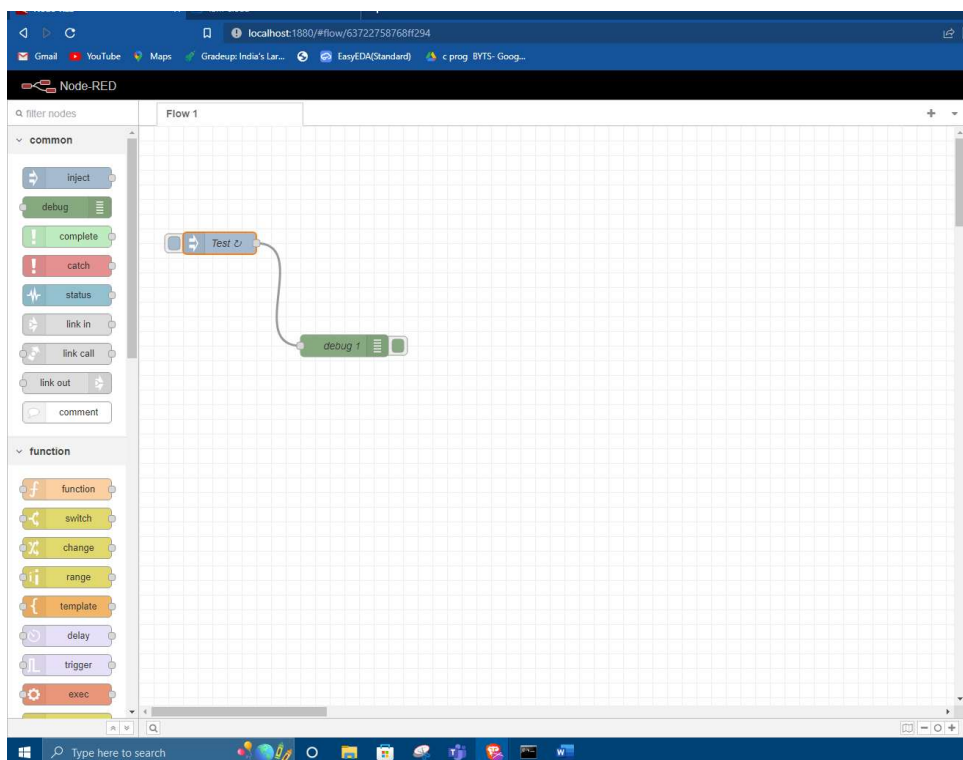 localhost:1880/#flow/63722758768ff294
Gmail YouTube Maps Gradeup: India's Lar... EasyEDA(Standard) c prog BYTS- Goog...
Node-RED
filter nodes
Flow 1
common
inject
debug
complete
catch
status
link in
link call
link out
comment
function
function
switch
change
range
template
delay
trigger
exec
Test ↻
debug 1
Type here to search